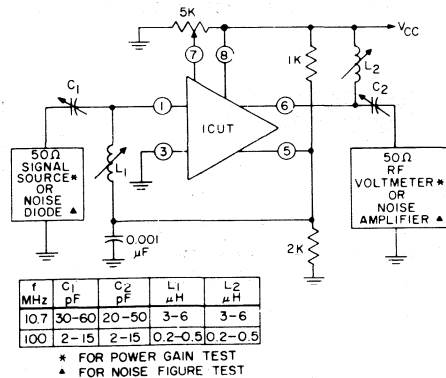 5K
VCC
7
8
1K
L2
C1
C2
1
6
ICUT
3
5
L1
50Ω
SIGNAL
SOURCE*
OR
NOISE
DIODE ▲
50Ω
RF
VOLTMETER *
OR
NOISE
AMPLIFIER ▲
0.001
μF
2K
f MHz C1 pF C2 pF L1 μH L2 μH
10.7 30-60 20-50 3-6 3-6
100 2-15 2-15 0.2-0.5 0.2-0.5
* FOR POWER GAIN TEST
▲ FOR NOISE FIGURE TEST